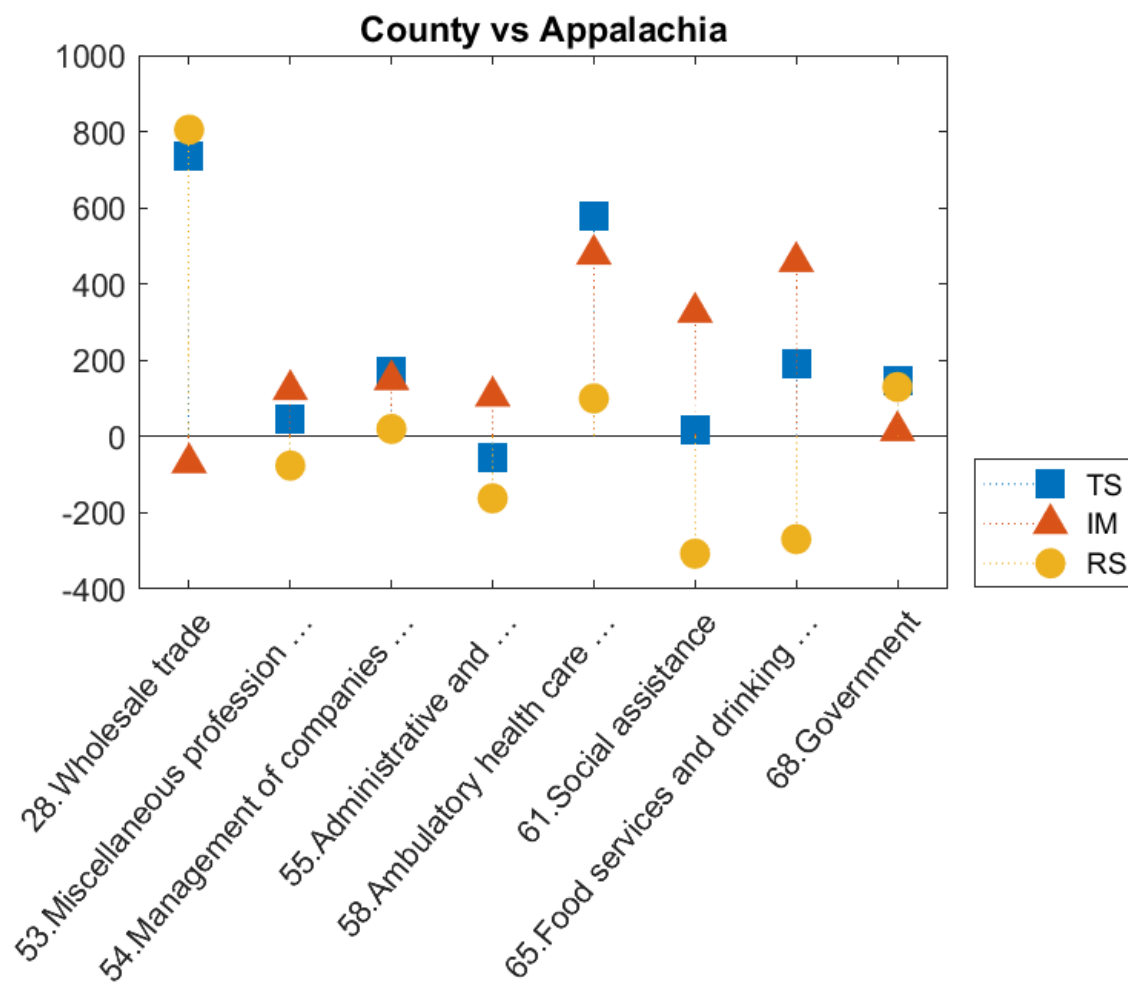 County vs Appalachia
1000
800
600
400
200
0
-200
-400
TS
IM
RS
28.Wholesale trade
53.Miscellaneous profession ...
54.Management of companies ...
55.Administrative and ...
58.Ambulatory health care ...
61.Social assistance
65.Food services and drinking ...
68.Government